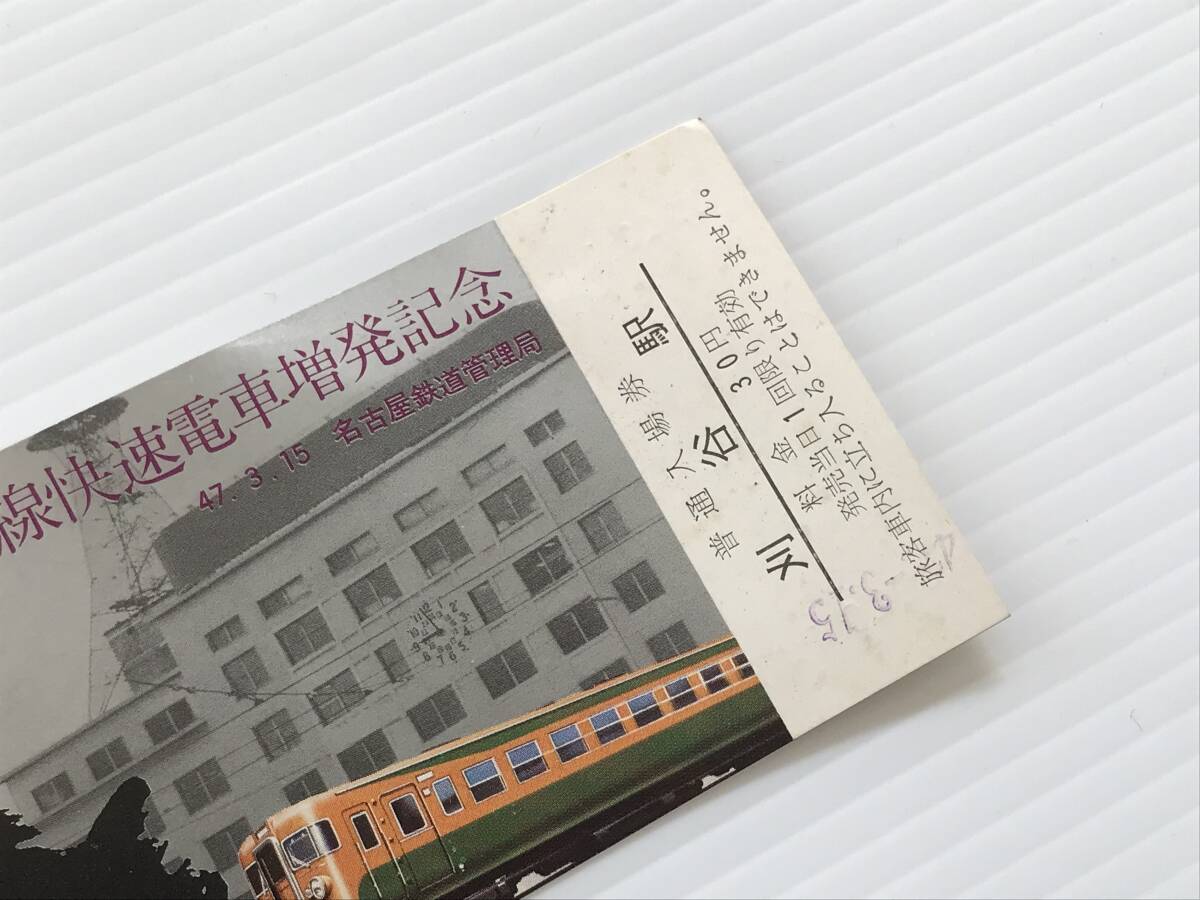 線快速電車増発記念
47.3.15 名古屋鉄道管理局
普通入場券
刈谷駅
料金 30円
発売当日1回限り有効
旅客車内に立ち入ることはできません。
-3.15